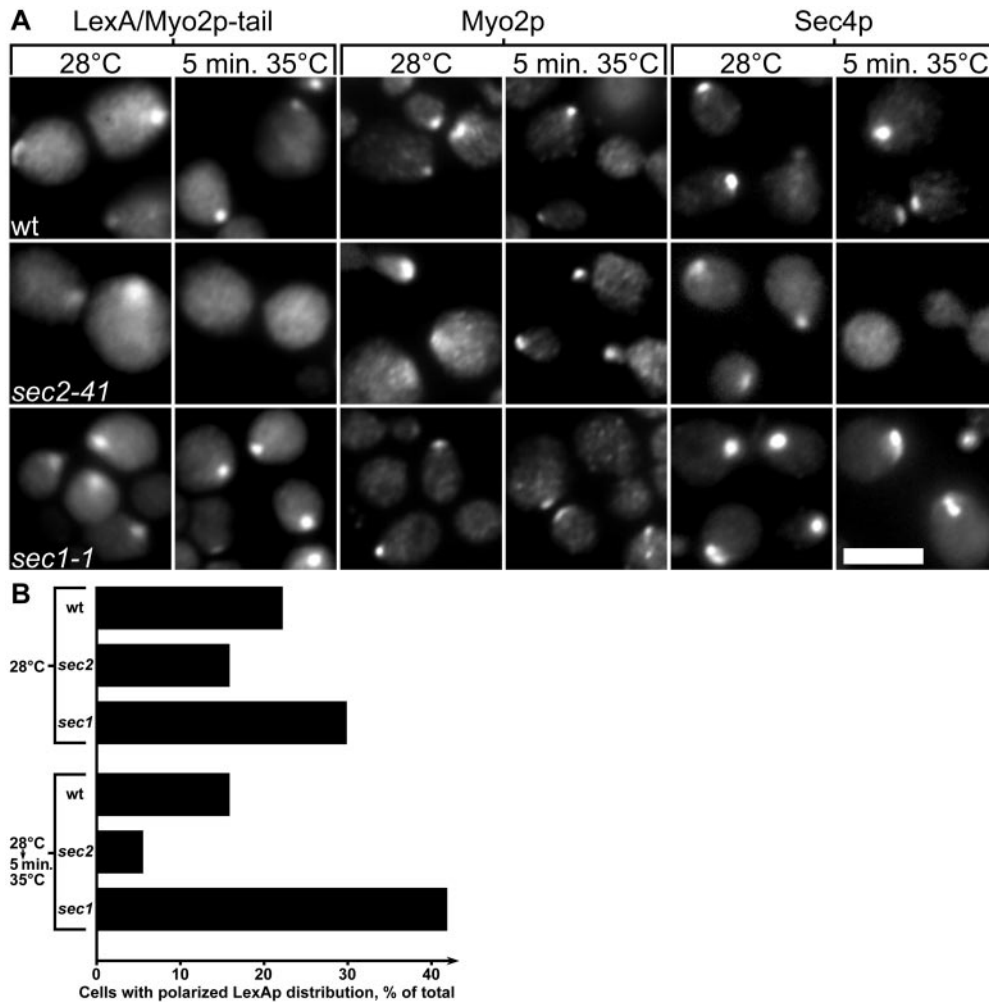 A LexA/Myo2p-tail Myo2p Sec4p
28°C 5 min. 35°C 28°C 5 min. 35°C 28°C 5 min. 35°C
wt
sec2-41
sec1-1
B
wt
28°C sec2
sec1
wt
28°C
sec2
5 min.
35°C
sec1
0 10 20 30 40
Cells with polarized LexAp distribution, % of total